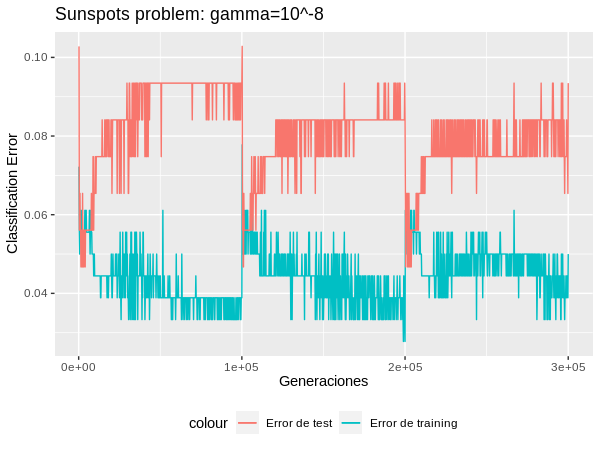 Sunspots problem: gamma=10^-8
Classification Error
0.10
0.08
0.06
0.04
0e+00 1e+05 2e+05 3e+05
Generaciones
colour Error de test Error de training